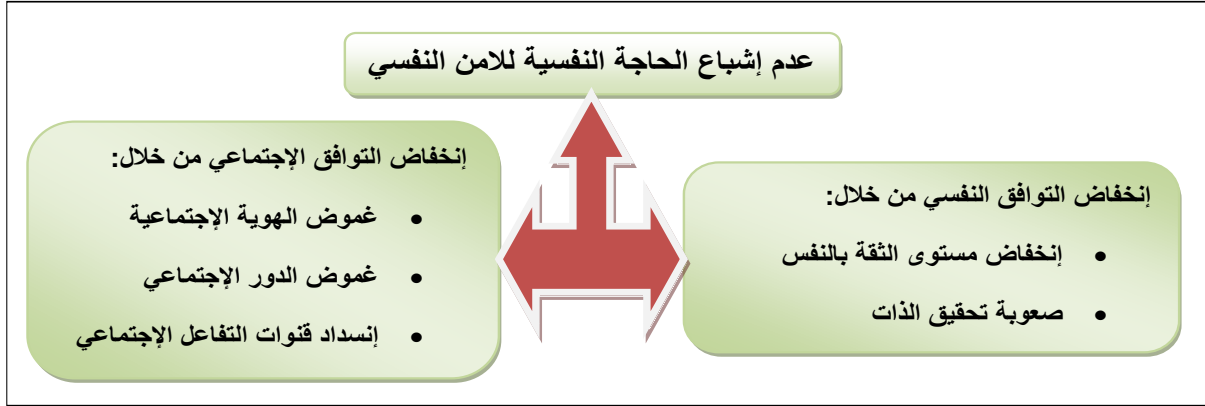 عدم إشباع الحاجة النفسية للامن النفسي
إنخفاض التوافق النفسي من خلال:
• إنخفاض مستوى الثقة بالنفس
• صعوبة تحقيق الذات
إنخفاض التوافق الإجتماعي من خلال:
• غموض الهوية الإجتماعية
• غموض الدور الإجتماعي
• إنسداد قنوات التفاعل الإجتماعي